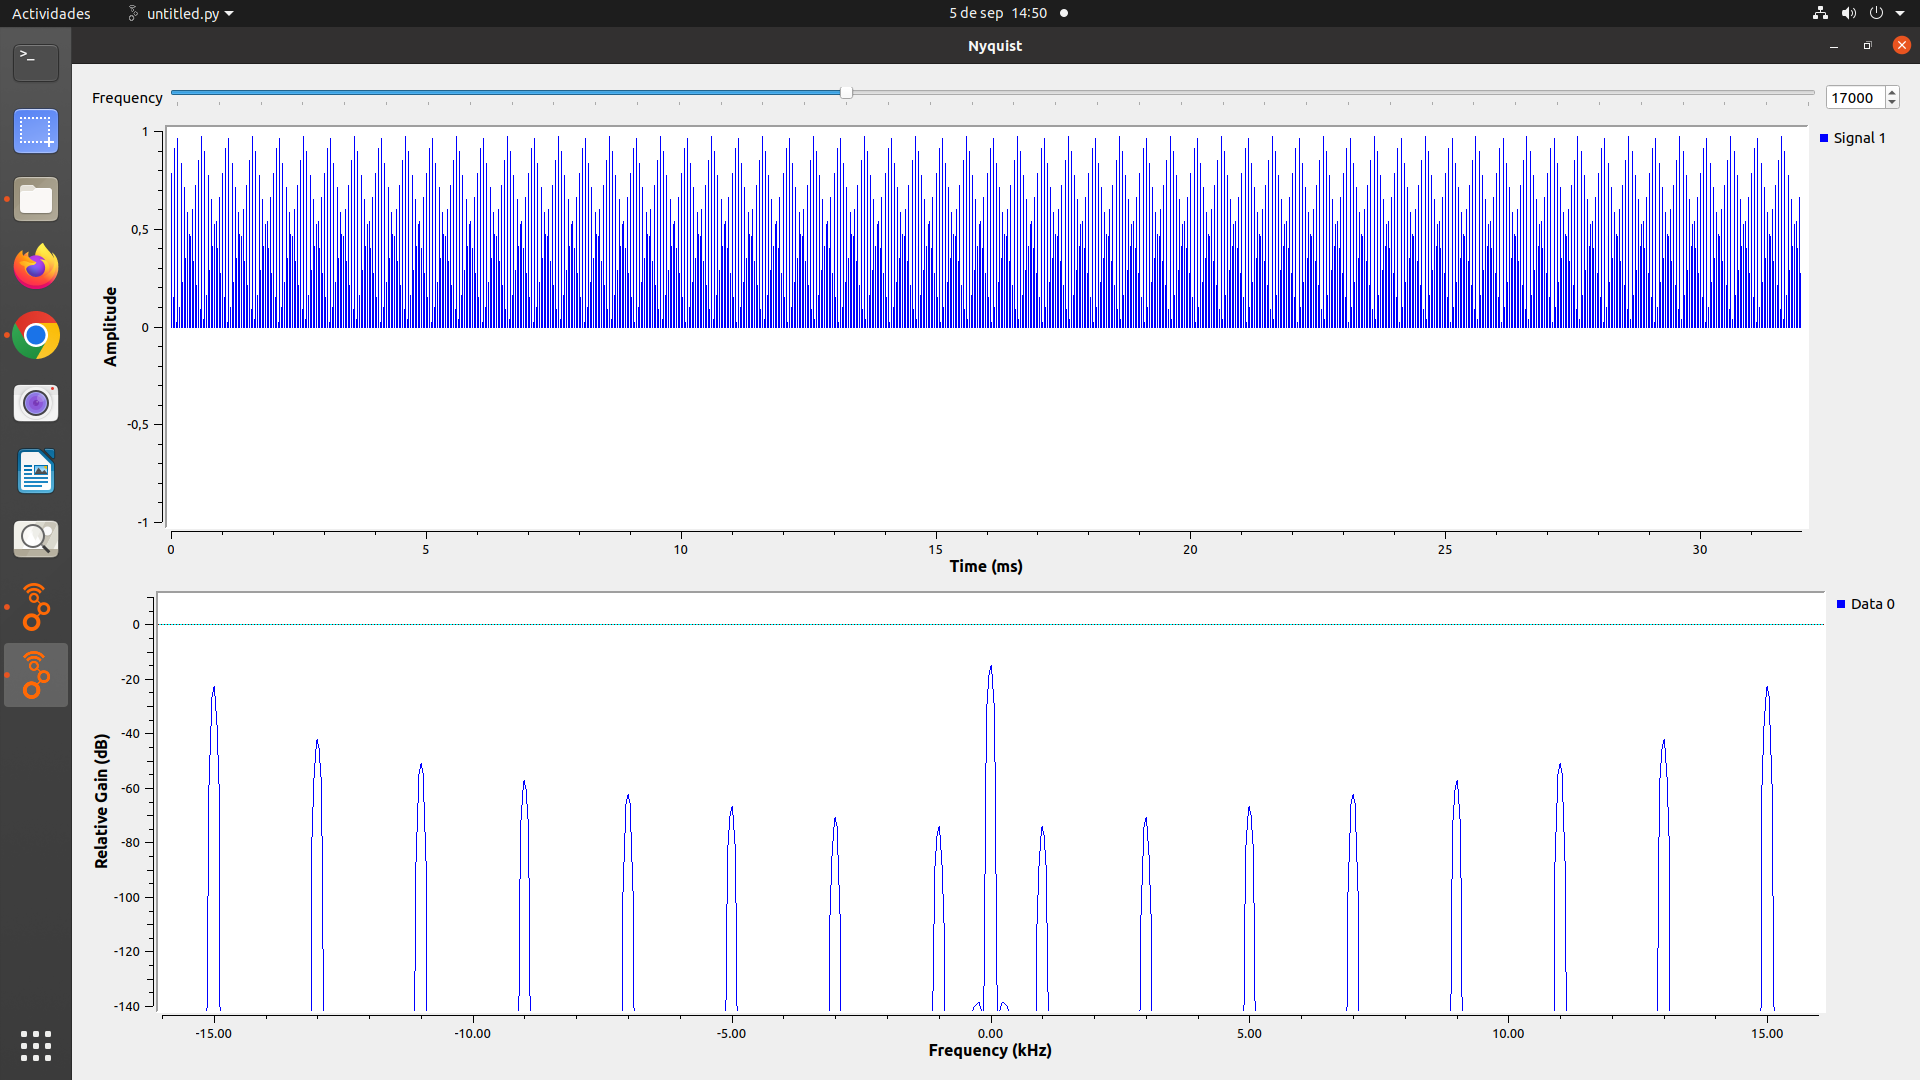 Actividades untitled.py 5 de sep 14:50
Nyquist
Frequency 17000
Signal 1
1
0,5
0
-0,5
-1
Amplitude
0 5 10 15 20 25 30
Time (ms)
Data 0
0
-20
-40
-60
-80
-100
-120
-140
Relative Gain (dB)
-15.00 -10.00 -5.00 0.00 5.00 10.00 15.00
Frequency (kHz)